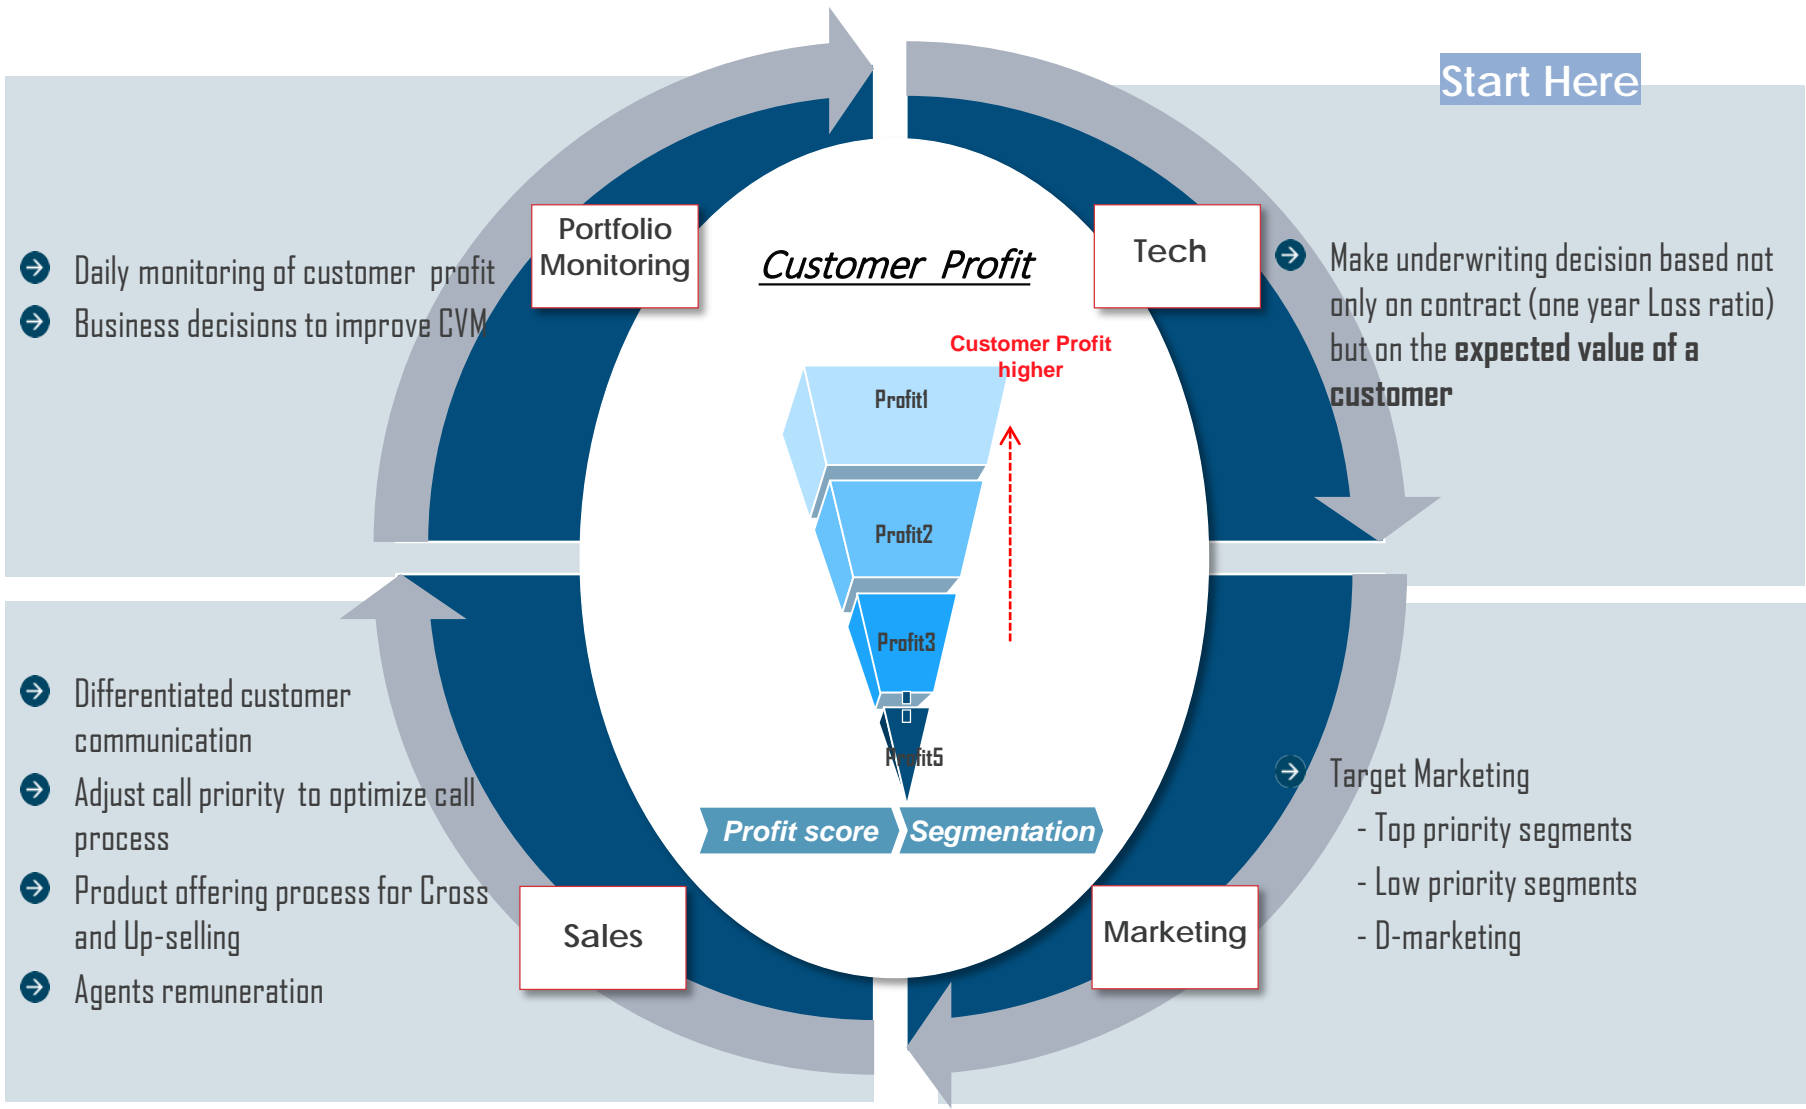 Start Here
Portfolio
Monitoring
Daily monitoring of customer profit
Business decisions to improve CVM
Tech
Make underwriting decision based not
only on contract (one year Loss ratio)
but on the expected value of a
customer
Customer Profit
Customer Profit
higher
Profit1
Profit2
Profit3
Profit5
Profit score
Segmentation
Differentiated customer
communication
Adjust call priority to optimize call
process
Product offering process for Cross
and Up-selling
Agents remuneration
Sales
Marketing
Target Marketing
- Top priority segments
- Low priority segments
- D-marketing